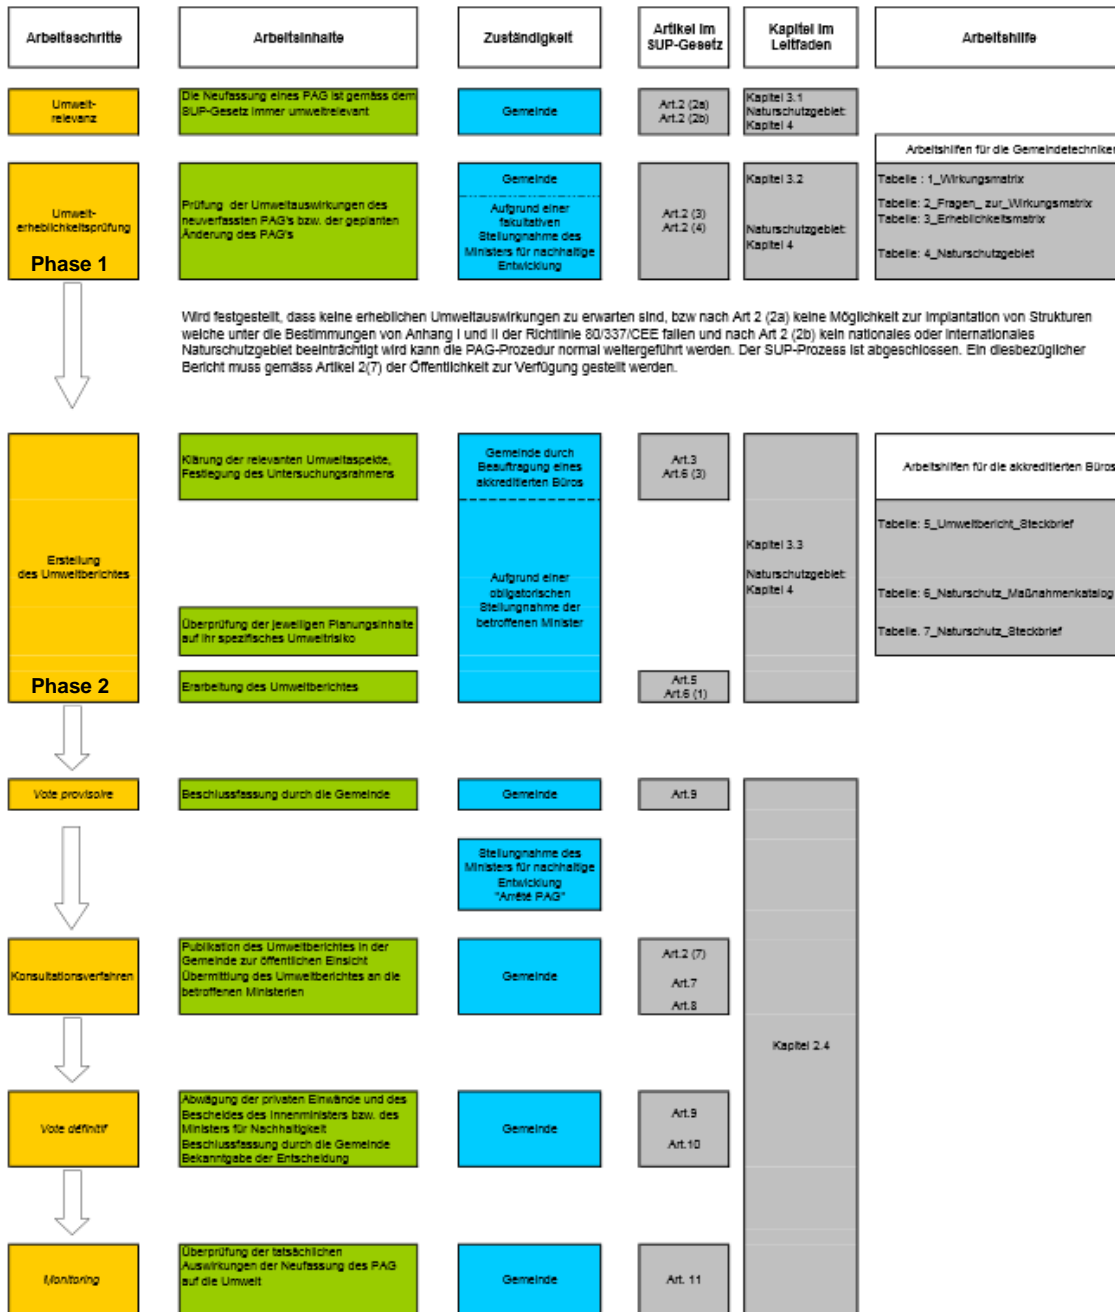 Arbeitsschritte
Arbeitsinhalte
Zuständigkeit
Artikel im
SUP-Gesetz
Kapitel im
Leitfaden
Arbeitshilfe
Umwelt-
relevanz
Die Neufassung eines PAG ist gemäss dem
SUP-Gesetz immer umweltrelevant
Gemeinde
Art.2 (2a)
Art.2 (2b)
Kapitel 3.1
Naturschutzgebiet:
Kapitel 4
Arbeitshilfen für die Gemeindetechniker
Umwelt-
erheblichkeitsprüfung
Phase 1
Prüfung der Umweltauswirkungen des
neuverfassten PAG's bzw. der geplanten
Änderung des PAG's
Gemeinde
Aufgrund einer
fakultativen
Stellungnahme des
Ministers für nachhaltige
Entwicklung
Art.2 (3)
Art.2 (4)
Kapitel 3.2
Naturschutzgebiet:
Kapitel 4
Tabelle : 1_Wirkungsmatrix
Tabelle: 2_Fragen_ zur_Wirkungsmatrix
Tabelle: 3_Erheblichkeitsmatrix
Tabelle: 4_Naturschutzgebiet
Wird festgestellt, dass keine erheblichen Umweltauswirkungen zu erwarten sind, bzw nach Art 2 (2a) keine Möglichkeit zur Implantation von Strukturen
welche unter die Bestimmungen von Anhang I und II der Richtlinie 80/337/CEE fallen und nach Art 2 (2b) kein nationales oder internationales
Naturschutzgebiet beeinträchtigt wird kann die PAG-Prozedur normal weitergeführt werden. Der SUP-Prozess ist abgeschlossen. Ein diesbezüglicher
Bericht muss gemäss Artikel 2(7) der Öffentlichkeit zur Verfügung gestellt werden.
Erstellung
des Umweltberichtes
Phase 2
Klärung der relevanten Umweltaspekte,
Festlegung des Untersuchungsrahmens
Gemeinde durch
Beauftragung eines
akkreditierten Büros
Art.3
Art.6 (3)
Arbeitshilfen für die akkreditierten Büros
Aufgrund einer
obligatorischen
Stellungnahme der
betroffenen Minister
Kapitel 3.3
Naturschutzgebiet:
Kapitel 4
Tabelle: 5_Umweltbericht_Steckbrief
Tabelle: 6_Naturschutz_Maßnahmenkatalog
Tabelle. 7_Naturschutz_Steckbrief
Überprüfung der jeweiligen Planungsinhalte
auf ihr spezifisches Umweltrisiko
Erarbeitung des Umweltberichtes
Art.5
Art.6 (1)
Vote provisoire
Beschlussfassung durch die Gemeinde
Gemeinde
Art.9
Stellungnahme des
Ministers für nachhaltige
Entwicklung
"Arrêté PAG"
Konsultationsverfahren
Publikation des Umweltberichtes in der
Gemeinde zur öffentlichen Einsicht
Übermittlung des Umweltberichtes an die
betroffenen Ministerien
Gemeinde
Art.2 (7)
Art.7
Art.8
Kapitel 2.4
Vote définitif
Abwägung der privaten Einwände und des
Bescheides des Innenministers bzw. des
Ministers für Nachhaltigkeit
Beschlussfassung durch die Gemeinde
Bekanntgabe der Entscheidung
Gemeinde
Art.9
Art.10
Monitoring
Überprüfung der tatsächlichen
Auswirkungen der Neufassung des PAG
auf die Umwelt
Gemeinde
Art. 11